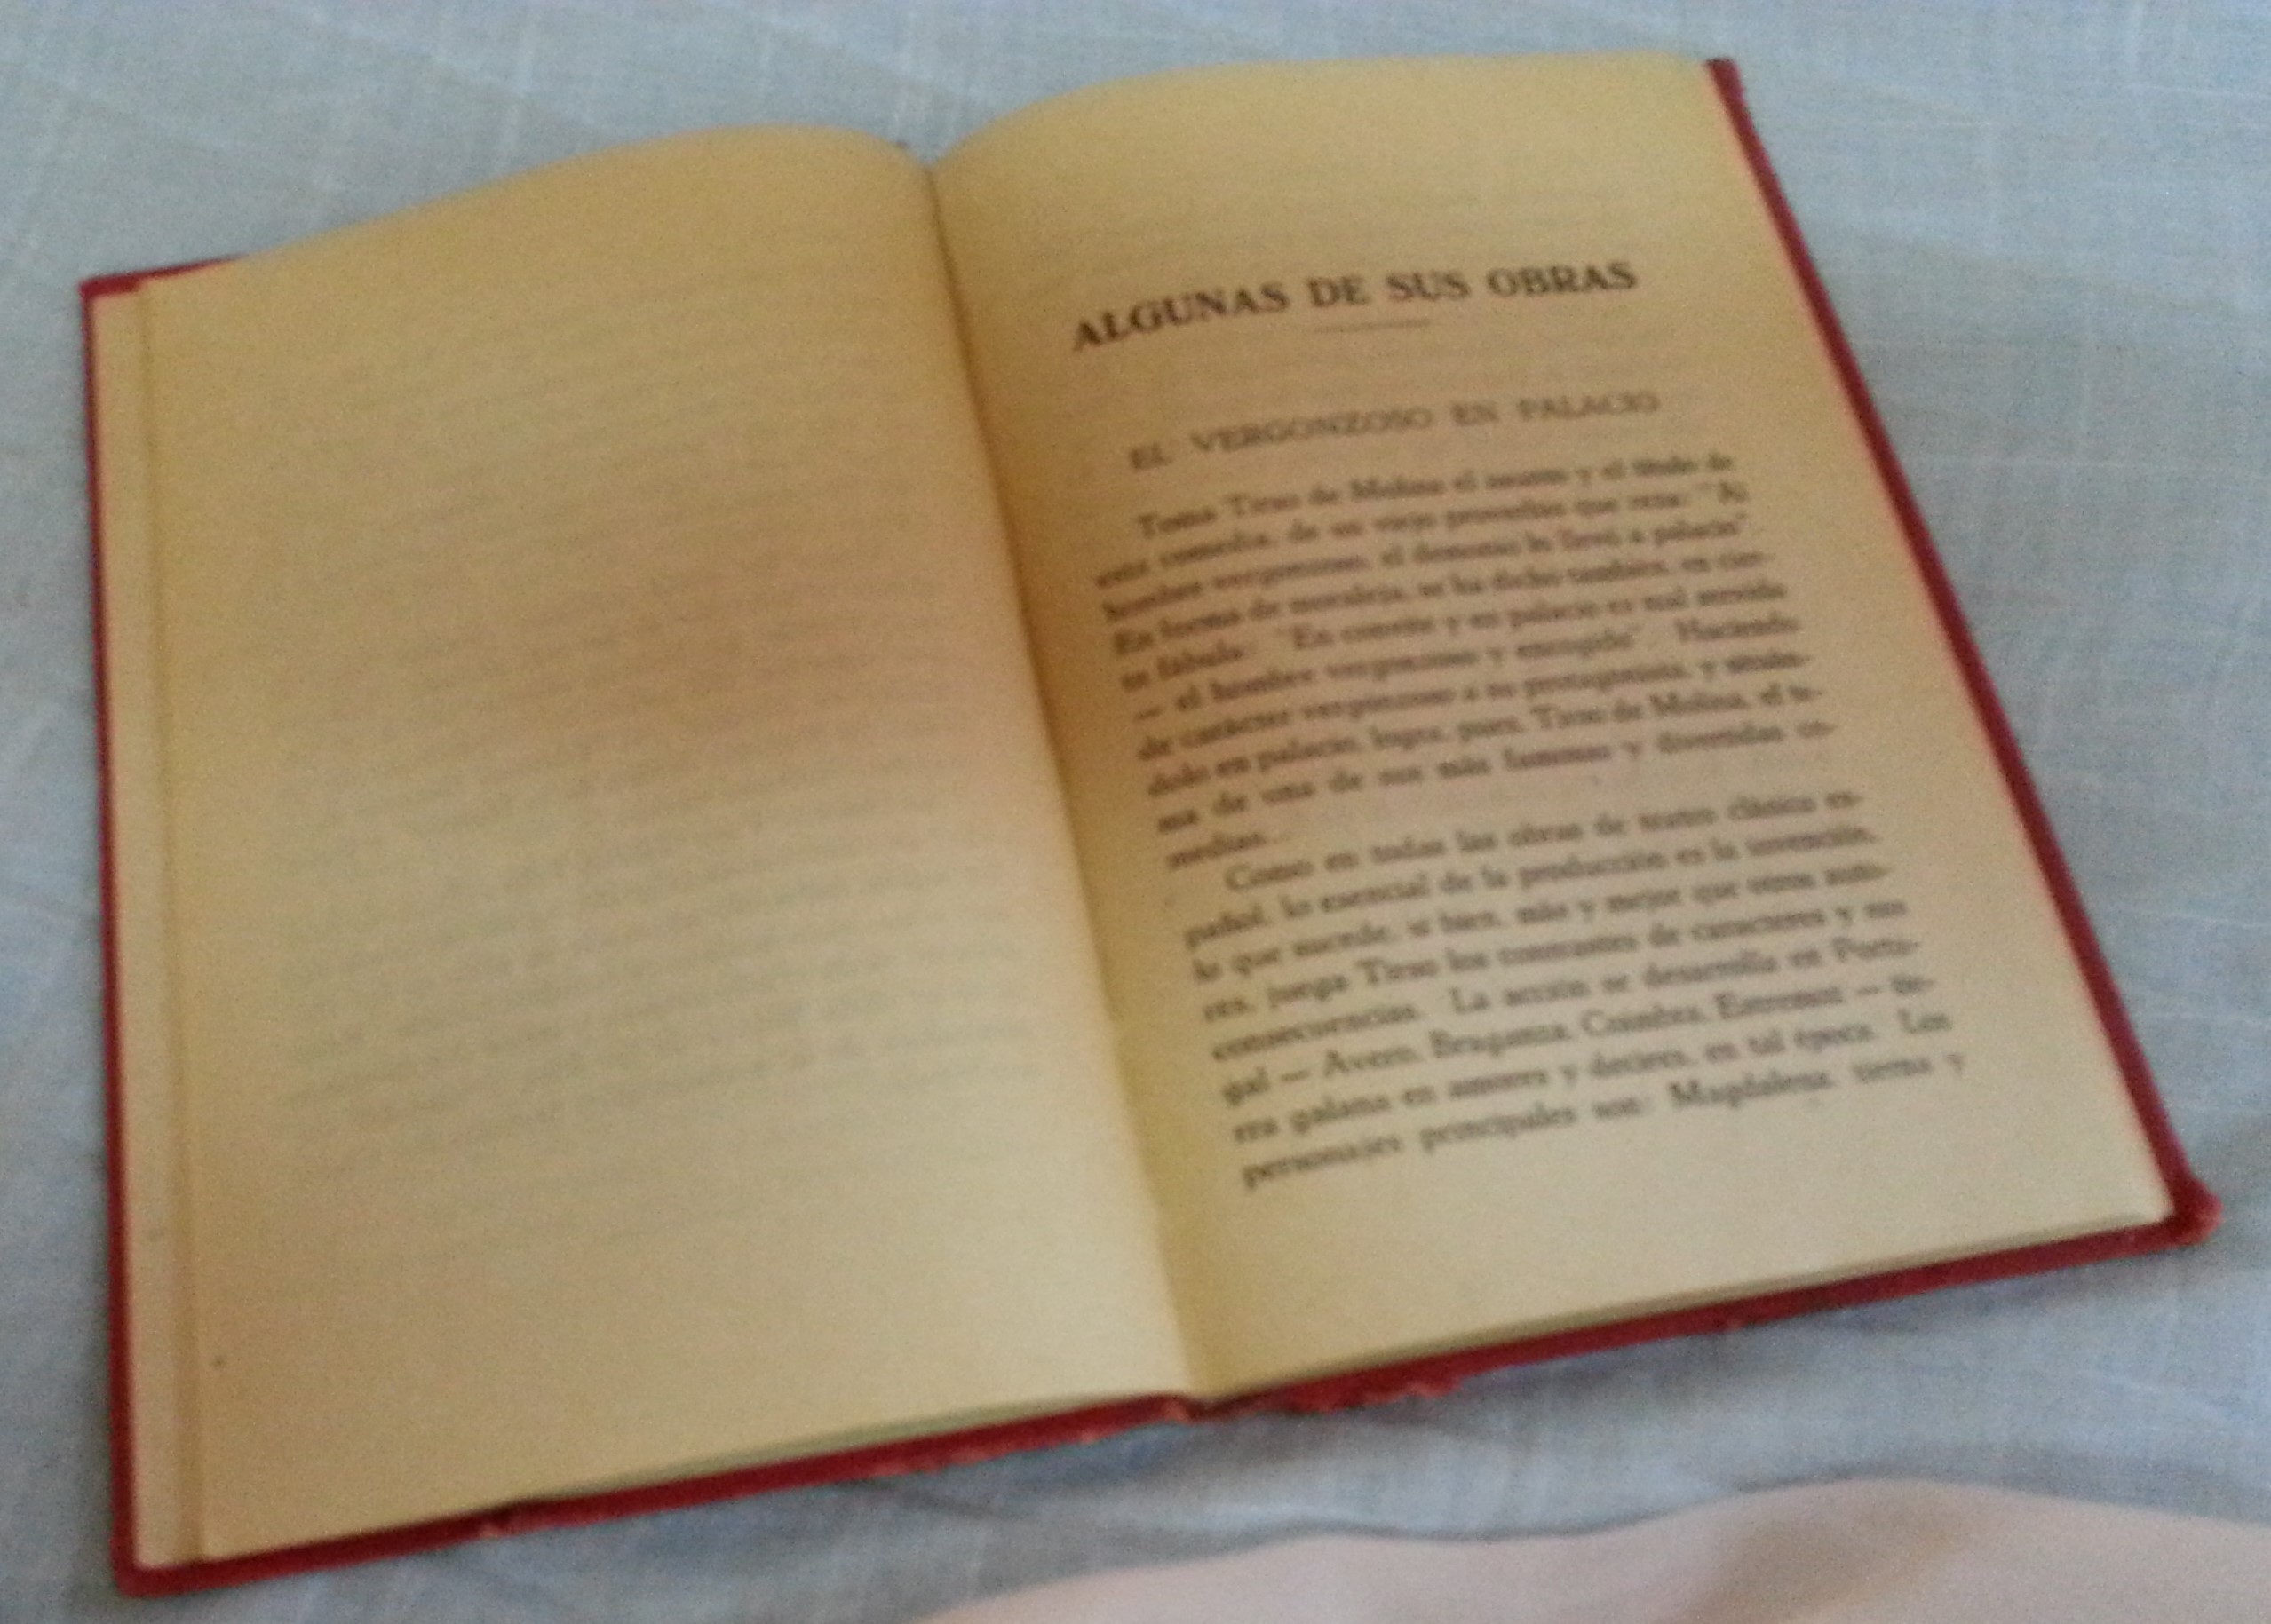 ALGUNAS DE SUS OBRAS
EL VERGONZOSO EN PALACIO
Toma Tirso de Molina el asunto y el título de
esta comedia, de un viejo proverbio que reza: "Al
hombre vergonzoso, el demonio lo llevó a palacio".
En forma de moraleja, se ha dicho también, en cier-
ta fábula: "En convite y en palacio es mal servido
— el hombre vergonzoso y encogido". Haciendo
de carácter vergonzoso a su protagonista, y situán-
dolo en palacio, logra, pues, Tirso de Molina, el te-
ma de una de sus más famosas y divertidas co-
medias.
Como en todas las obras de teatro clásico es-
pañol, lo esencial de la producción es la invención,
lo que sucede, si bien, más y mejor que otros auto-
res, juega Tirso los contrastes de caracteres y sus
consecuencias. La acción se desarrolla en Portu-
gal — Avero, Braganza, Coimbra, Estremoz — tie-
rra galana en amores y decires, en tal época. Los
personajes principales son: Magdalena, tierna y